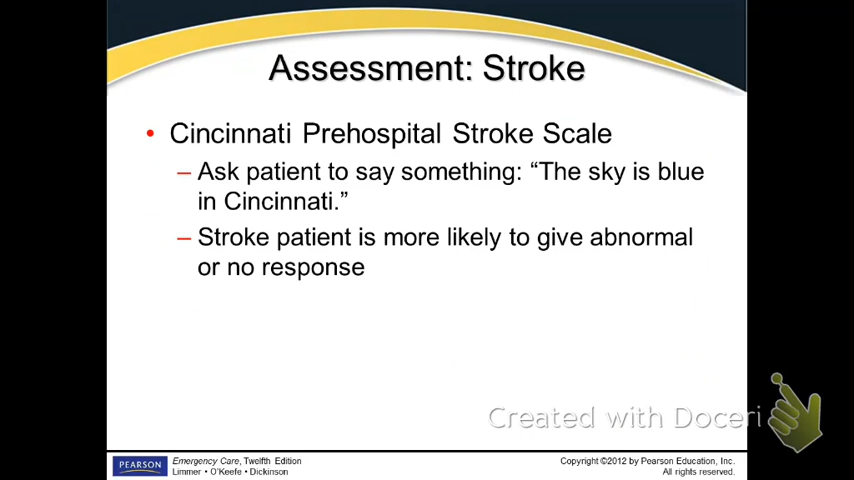 Assessment: Stroke
• Cincinnati Prehospital Stroke Scale
– Ask patient to say something: “The sky is blue
in Cincinnati.”
– Stroke patient is more likely to give abnormal
or no response
Created with Doceri
PEARSON
Emergency Care, Twelfth Edition
Limmer • O'Keefe • Dickinson
Copyright ©2012 by Pearson Education, Inc.
All rights reserved.